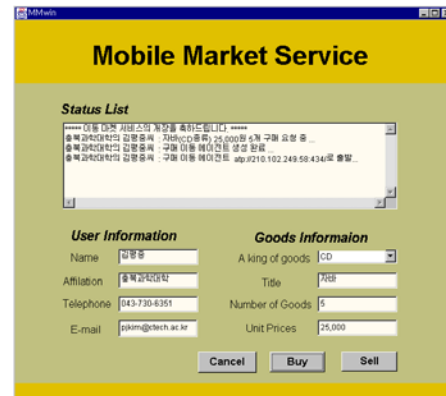 MMwin
Mobile Market Service
Status List
***** 이동 마켓 서비스의 개장을 축하드립니다. *****
충북과학대학의 김평중씨 : 자바(CD종류) 25,000원 5개 구매 요청 중...
충북과학대학의 김평중씨 : 구매 이동 에이전트 생성 완료...
충북과학대학의 김평중씨 : 구매 이동 에이전트 atp://210.102.249.58:434/로 출발...
User Information
Goods Informaion
Name 김평중
A king of goods CD
Affilation 충북과학대학
Title 자바
Telephone 043-730-6351
Number of Goods 5
E-mail pjkim@ctech.ac.kr
Unit Prices 25,000
Cancel Buy Sell